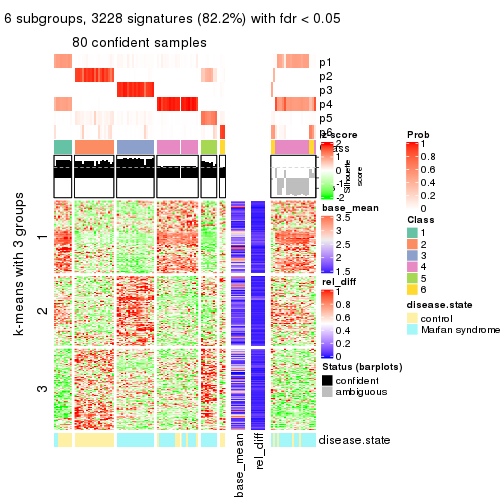 6 subgroups, 3228 signatures (82.2%) with fdr < 0.05
80 confident samples
p1
p2
p3
p4
p5
p6
Class
Silhouette
score
1
0.5
0
k-means with 3 groups
1
2
3
base_mean
rel_diff
disease.state
z-score
2
1
0
-1
-2
base_mean
3.5
3
2.5
2
1.5
rel_diff
1
0.8
0.6
0.4
0.2
0
Status (barplots)
confident
ambiguous
Prob
1
0.8
0.6
0.4
0.2
0
Class
1
2
3
4
5
6
disease.state
control
Marfan syndrome